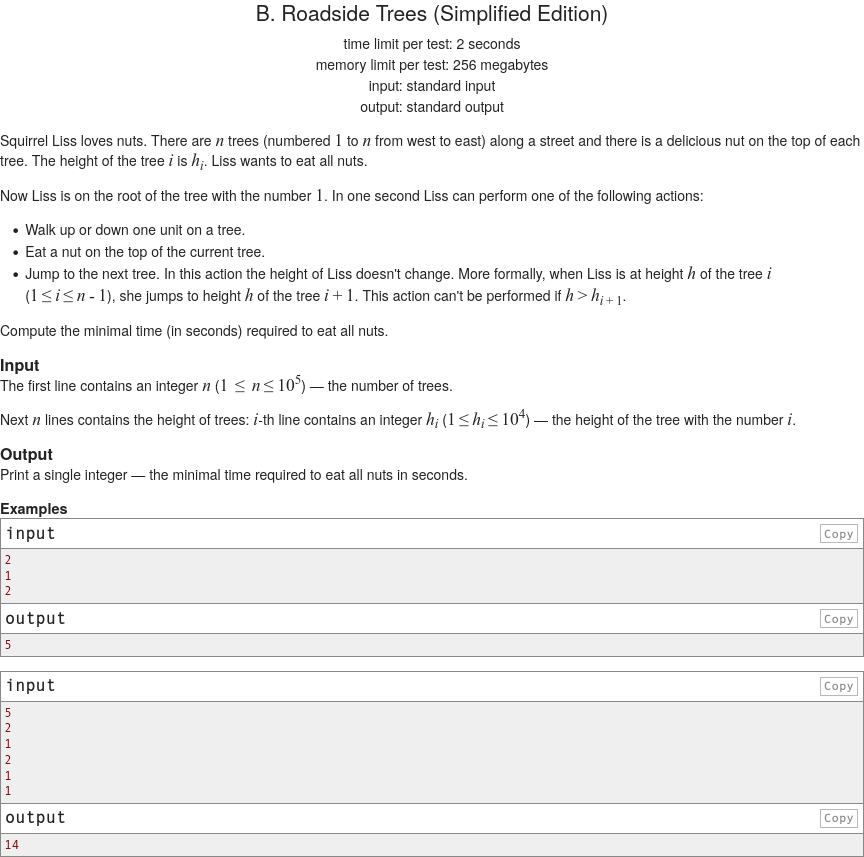 B. Roadside Trees (Simplified Edition)
time limit per test: 2 seconds
memory limit per test: 256 megabytes
input: standard input
output: standard output
Squirrel Liss loves nuts. There are n trees (numbered 1 to n from west to east) along a street and there is a delicious nut on the top of each
tree. The height of the tree i is h_i. Liss wants to eat all nuts.
Now Liss is on the root of the tree with the number 1. In one second Liss can perform one of the following actions:
• Walk up or down one unit on a tree.
• Eat a nut on the top of the current tree.
• Jump to the next tree. In this action the height of Liss doesn't change. More formally, when Liss is at height h of the tree i
(1 ≤ i ≤ n - 1), she jumps to height h of the tree i + 1. This action can't be performed if h > h_{i + 1}.
Compute the minimal time (in seconds) required to eat all nuts.
Input
The first line contains an integer n (1 ≤ n ≤ 10^5) — the number of trees.
Next n lines contains the height of trees: i-th line contains an integer h_i (1 ≤ h_i ≤ 10^4) — the height of the tree with the number i.
Output
Print a single integer — the minimal time required to eat all nuts in seconds.
Examples
input Copy
2
1
2
output Copy
5
input Copy
5
2
1
2
1
1
output Copy
14